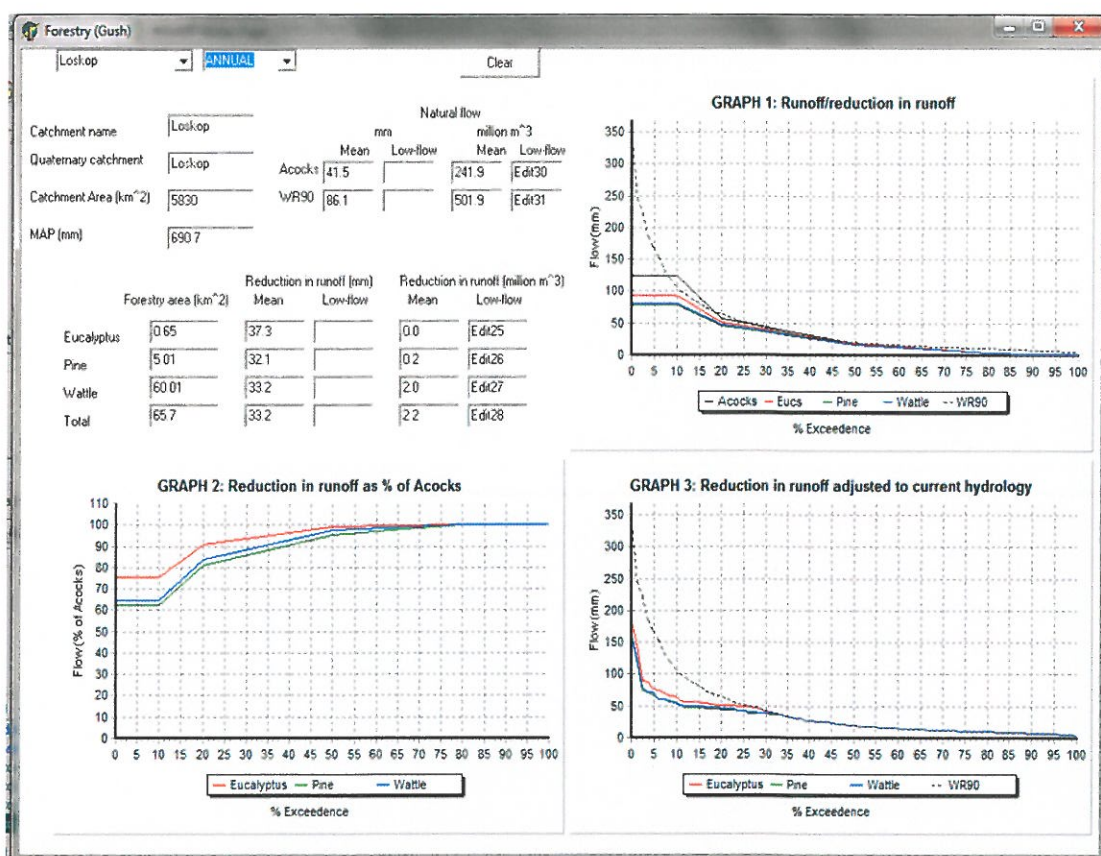 Forestry (Gush)
Loskop ANNUAL Clear
Natural flow
mm million m^3
Mean Low-flow Mean Low-flow
Catchment name Loskop
Quaternary catchment Loskop
Catchment Area (km^2) 5830
MAP (mm) 690.7
Acocks 41.5 241.9 Edit30
WR90 86.1 501.9 Edit31
Reduction in runoff (mm) Reduction in runoff (million m^3)
Forestry area (km^2) Mean Low-flow Mean Low-flow
Eucalyptus 0.65 37.3 0.0 Edit25
Pine 5.01 32.1 0.2 Edit26
Wattle 60.01 33.2 2.0 Edit27
Total 65.7 33.2 2.2 Edit28
GRAPH 1: Runoff/reduction in runoff
350
300
250
200
150
100
50
0
Flow (mm)
0 5 10 15 20 25 30 35 40 45 50 55 60 65 70 75 80 85 90 95 100
Acocks Eucs Pine Wattle WR90
% Exceedence
GRAPH 2: Reduction in runoff as % of Acocks
110
100
90
80
70
60
50
40
30
20
10
0
Flow (% of Acocks)
0 5 10 15 20 25 30 35 40 45 50 55 60 65 70 75 80 85 90 95 100
Eucalyptus Pine Wattle
% Exceedence
GRAPH 3: Reduction in runoff adjusted to current hydrology
350
300
250
200
150
100
50
0
Flow (mm)
0 5 10 15 20 25 30 35 40 45 50 55 60 65 70 75 80 85 90 95 100
Eucalyptus Pine Wattle WR90
% Exceedence